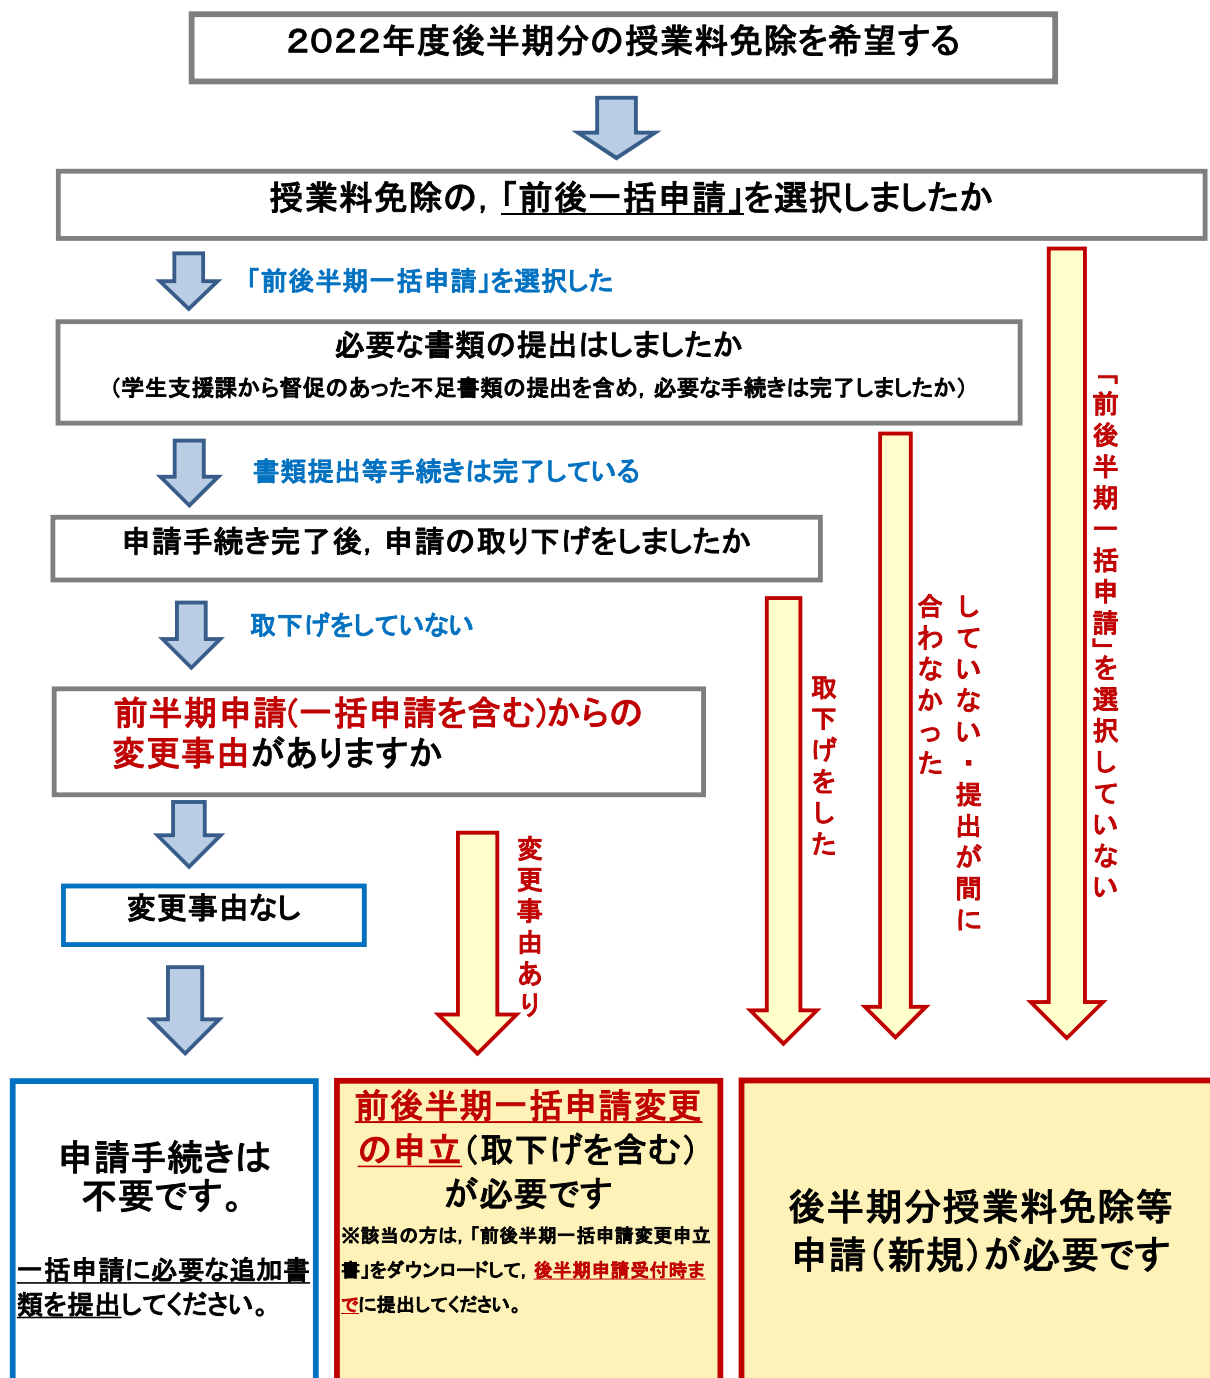 2022年度後半期分の授業料免除を希望する
授業料免除の，「前後一括申請」を選択しましたか
「前後半期一括申請」を選択した
必要な書類の提出はしましたか
（学生支援課から督促のあった不足書類の提出を含め，必要な手続きは完了しましたか）
書類提出等手続きは完了している
申請手続き完了後，申請の取り下げをしましたか
取下げをしていない
前半期申請(一括申請を含む)からの
変更事由がありますか
変更事由なし
変更事由あり
取下げをした
していない・提出が間に
合わなかった
「前後半期一括申請」を選択していない
申請手続きは
不要です。
一括申請に必要な追加書
類を提出してください。
前後半期一括申請変更
の申立（取下げを含む）
が必要です
※該当の方は，「前後半期一括申請変更申立
書」をダウンロードして，後半期申請受付時ま
でに提出してください。
後半期分授業料免除等
申請（新規）が必要です